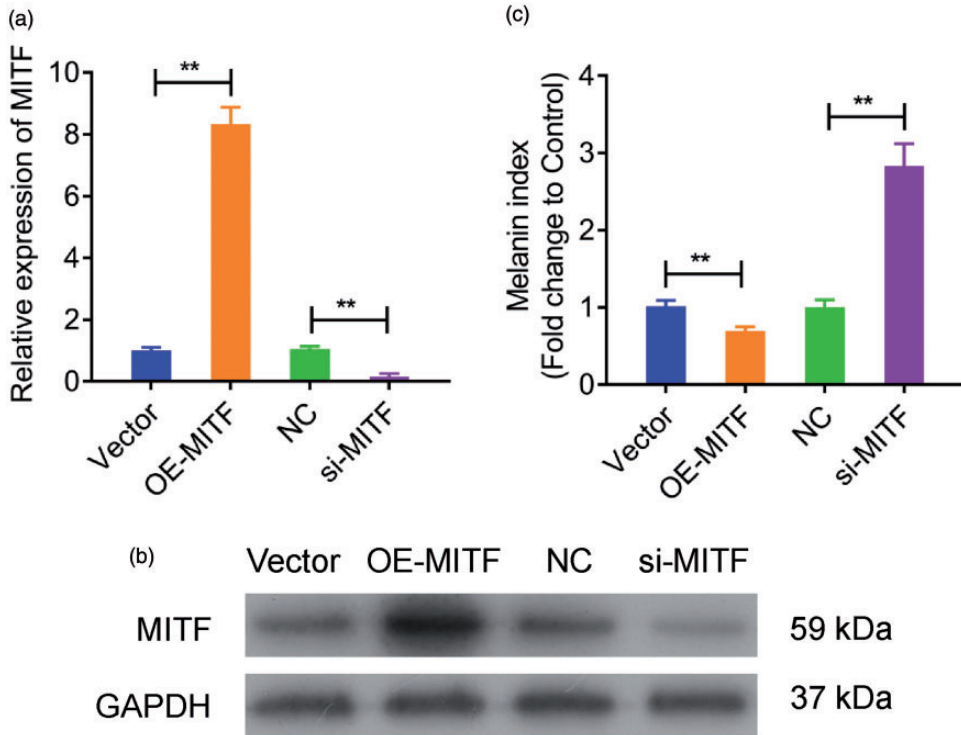 (a)
Relative expression of MITF
10
8
6
4
2
0
**
**
Vector
OE-MITF
NC
si-MITF
(c)
Melanin index
(Fold change to Control)
4
3
2
1
0
**
**
Vector
OE-MITF
NC
si-MITF
(b)
Vector OE-MITF NC si-MITF
MITF 59 kDa
GAPDH 37 kDa